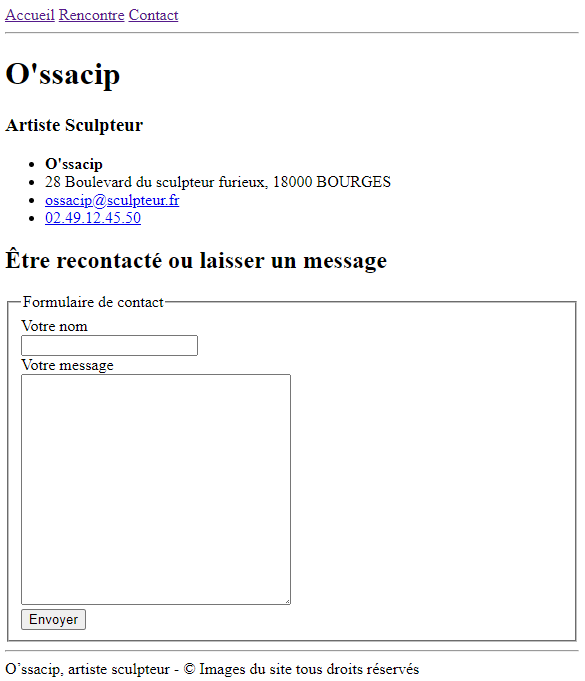 Accueil Rencontre Contact
O'ssacip
Artiste Sculpteur
O'ssacip
28 Boulevard du sculpteur furieux, 18000 BOURGES
ossacip@sculpteur.fr
02.49.12.45.50
Être recontacté ou laisser un message
Formulaire de contact
Votre nom
Votre message
Envoyer
O’ssacip, artiste sculpteur - © Images du site tous droits réservés